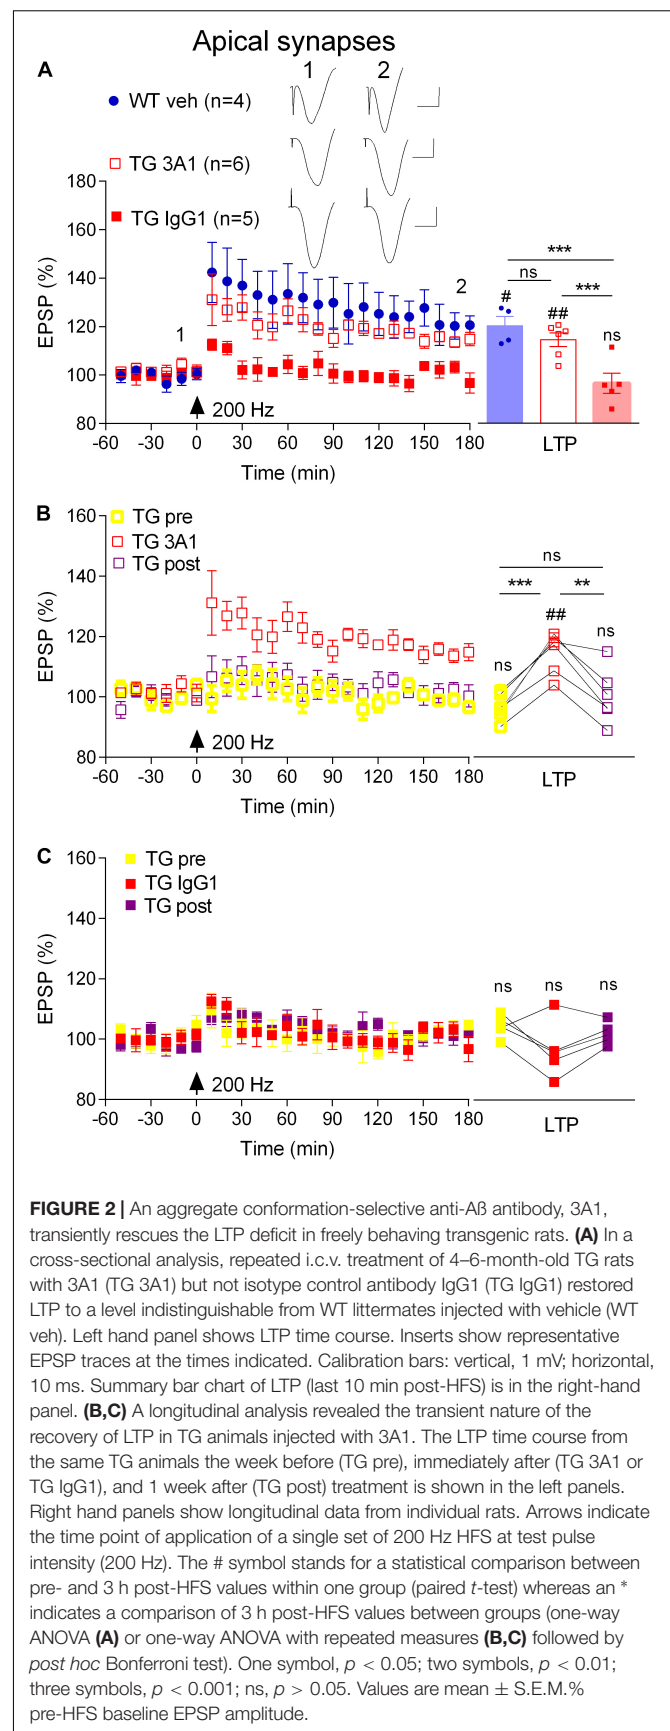 Apical synapses
A
1 2
WT veh (n=4)
TG 3A1 (n=6)
TG IgG1 (n=5)
180
160
140
120
100
80
EPSP (%)
1
2
200 Hz
-60 -30 0 30 60 90 120 150 180
Time (min)
***
ns ***
# ## ns
LTP
B
TG pre
TG 3A1
TG post
160
140
120
100
80
EPSP (%)
200 Hz
-60 -30 0 30 60 90 120 150 180
Time (min)
ns
*** **
ns ## ns
LTP
C
TG pre
TG IgG1
TG post
160
140
120
100
80
EPSP (%)
200 Hz
-60 -30 0 30 60 90 120 150 180
Time (min)
ns ns ns
LTP
FIGURE 2 | An aggregate conformation-selective anti-Aß antibody, 3A1,
transiently rescues the LTP deficit in freely behaving transgenic rats. (A) In a
cross-sectional analysis, repeated i.c.v. treatment of 4–6-month-old TG rats
with 3A1 (TG 3A1) but not isotype control antibody IgG1 (TG IgG1) restored
LTP to a level indistinguishable from WT littermates injected with vehicle (WT
veh). Left hand panel shows LTP time course. Inserts show representative
EPSP traces at the times indicated. Calibration bars: vertical, 1 mV; horizontal,
10 ms. Summary bar chart of LTP (last 10 min post-HFS) is in the right-hand
panel. (B,C) A longitudinal analysis revealed the transient nature of the
recovery of LTP in TG animals injected with 3A1. The LTP time course from
the same TG animals the week before (TG pre), immediately after (TG 3A1 or
TG IgG1), and 1 week after (TG post) treatment is shown in the left panels.
Right hand panels show longitudinal data from individual rats. Arrows indicate
the time point of application of a single set of 200 Hz HFS at test pulse
intensity (200 Hz). The # symbol stands for a statistical comparison between
pre- and 3 h post-HFS values within one group (paired t-test) whereas an *
indicates a comparison of 3 h post-HFS values between groups (one-way
ANOVA (A) or one-way ANOVA with repeated measures (B,C) followed by
post hoc Bonferroni test). One symbol, p < 0.05; two symbols, p < 0.01;
three symbols, p < 0.001; ns, p > 0.05. Values are mean ± S.E.M.%
pre-HFS baseline EPSP amplitude.